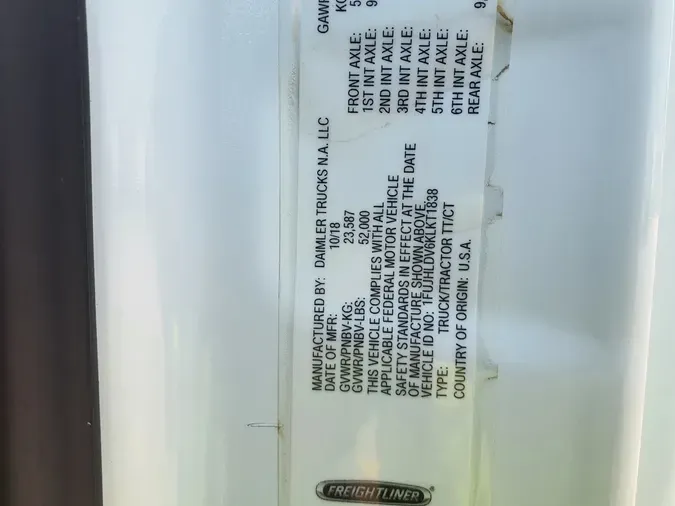 FREIGHTLINER
MANUFACTURED BY: DAIMLER TRUCKS N.A. LLC
DATE OF MFR: 10/18
GVWR/PNBV-KG: 23,587
GVWR/PNBV-LBS: 52,000
THIS VEHICLE COMPLIES WITH ALL
APPLICABLE FEDERAL MOTOR VEHICLE
SAFETY STANDARDS IN EFFECT AT THE DATE
OF MANUFACTURE SHOWN ABOVE.
VEHICLE ID NO: 1FUJHLDV6KLKT1838
TYPE: TRUCK/TRACTOR TT/CT
COUNTRY OF ORIGIN: U.S.A.
FRONT AXLE:
1ST INT AXLE:
2ND INT AXLE:
3RD INT AXLE:
4TH INT AXLE:
5TH INT AXLE:
6TH INT AXLE:
REAR AXLE: